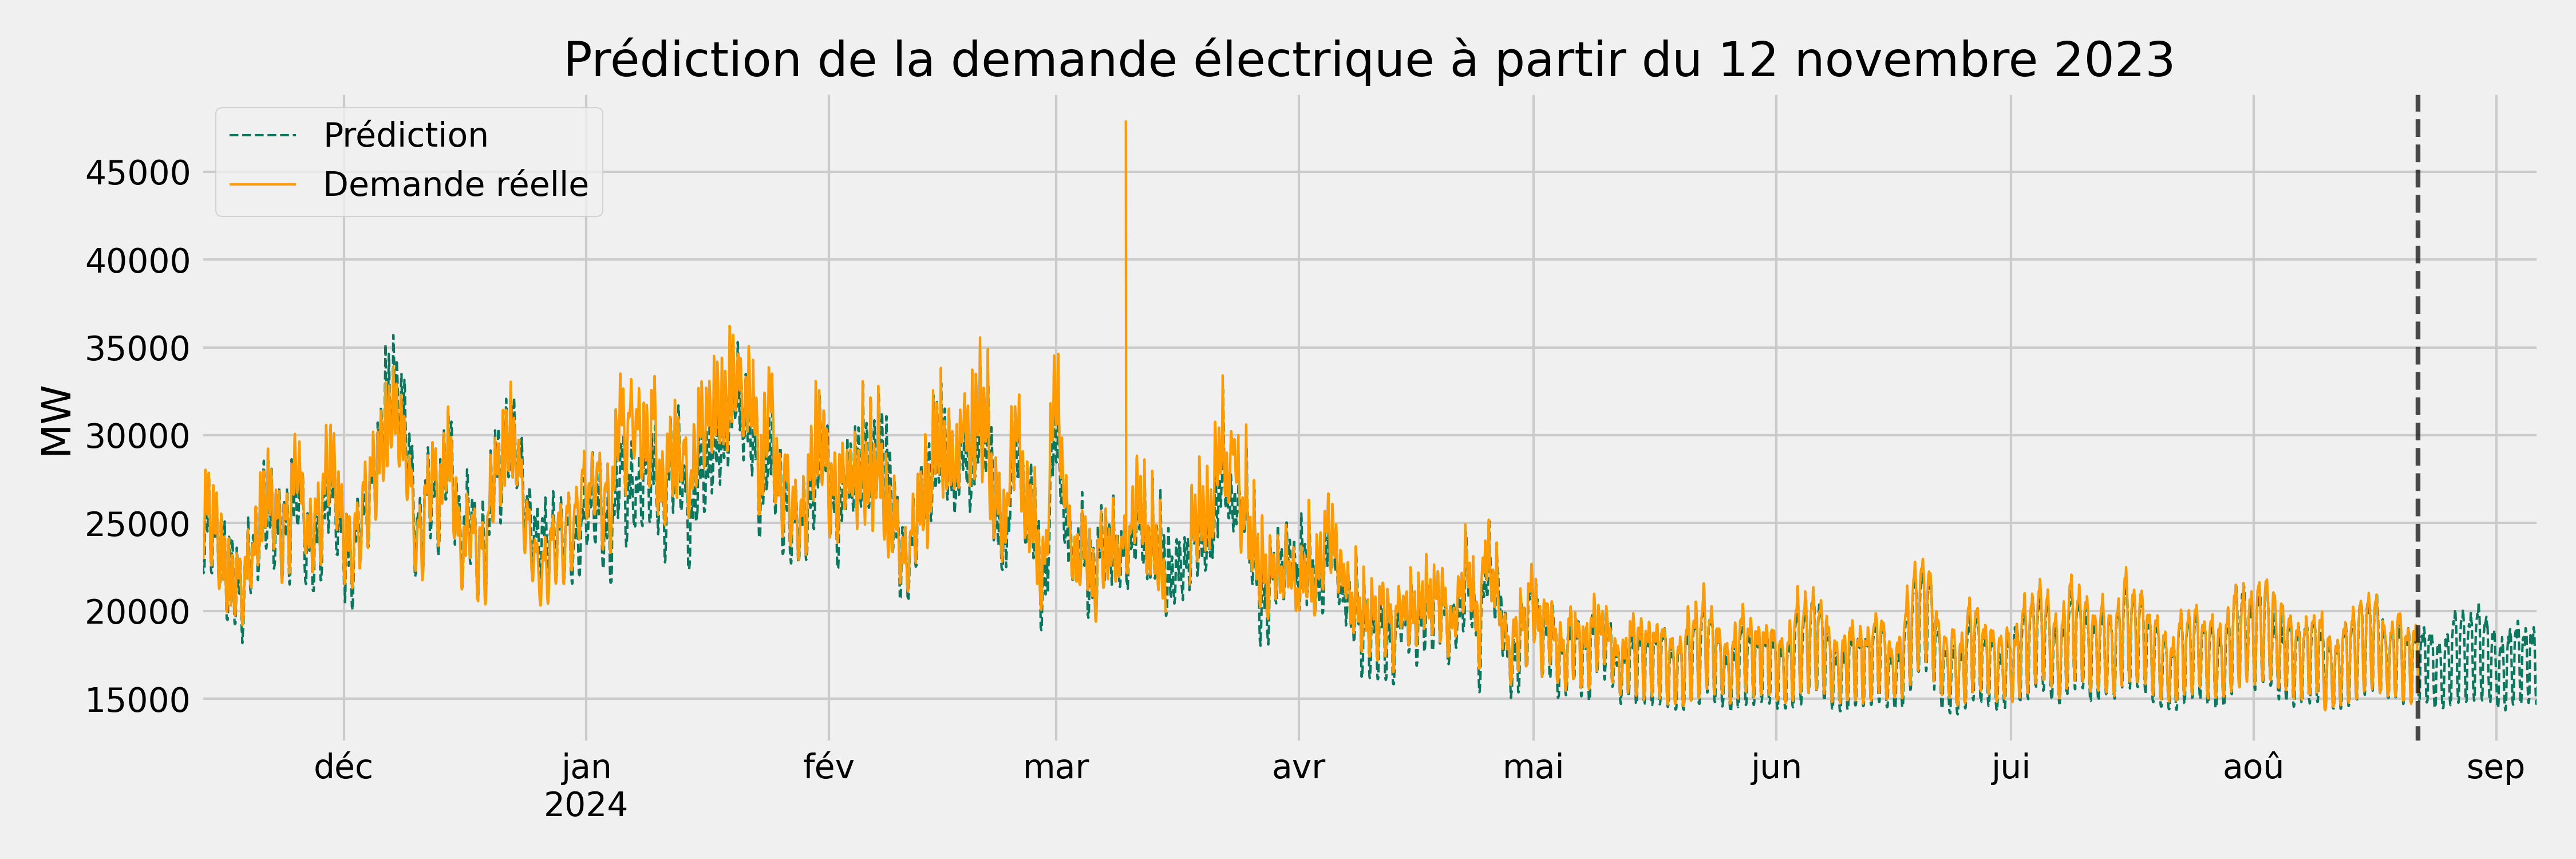 Prédiction de la demande électrique à partir du 12 novembre 2023
Prédiction
Demande réelle
MW
45000
40000
35000
30000
25000
20000
15000
déc jan fév mar avr mai jun jui aoû sep
2024